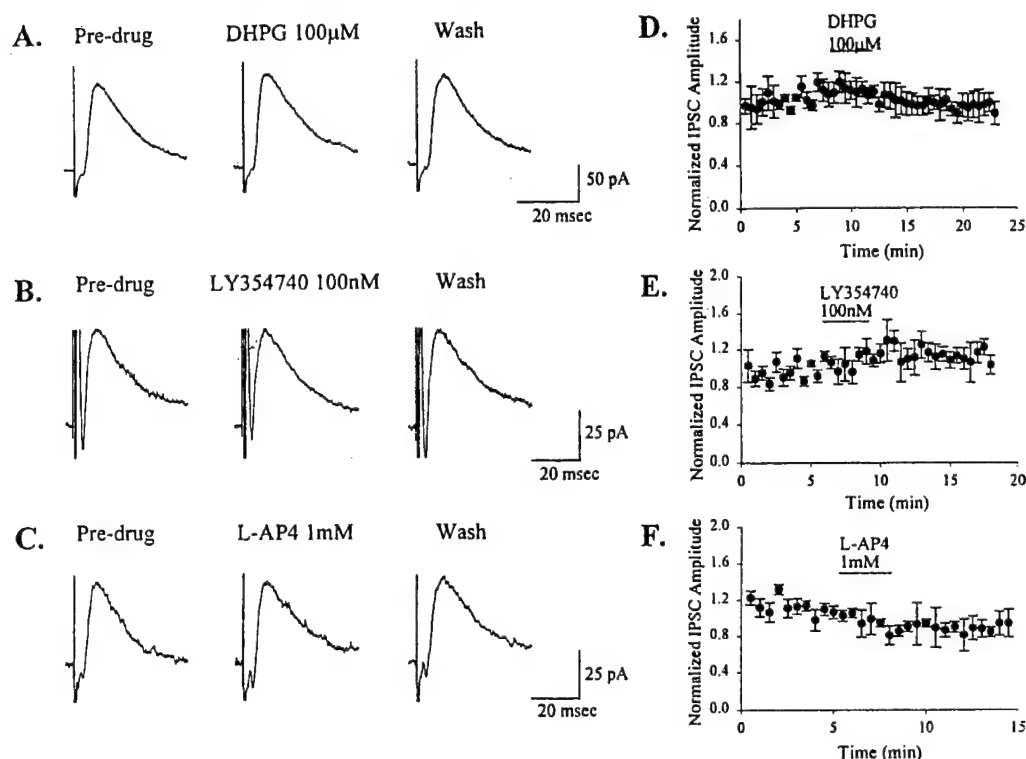 A.
Pre-drug
DHPG 100μM
Wash
50 pA
20 msec
B.
Pre-drug
LY354740 100nM
Wash
25 pA
20 msec
C.
Pre-drug
L-AP4 1mM
Wash
25 pA
20 msec
D.
DHPG
100μM
Normalized IPSC Amplitude
1.6
1.2
0.8
0.4
0.0
0 5 10 15 20 25
Time (min)
E.
LY354740
100nM
Normalized IPSC Amplitude
2.0
1.6
1.2
0.8
0.4
0.0
0 5 10 15 20
Time (min)
F.
L-AP4
1mM
Normalized IPSC Amplitude
2.0
1.6
1.2
0.8
0.4
0.0
0 5 10 15
Time (min)